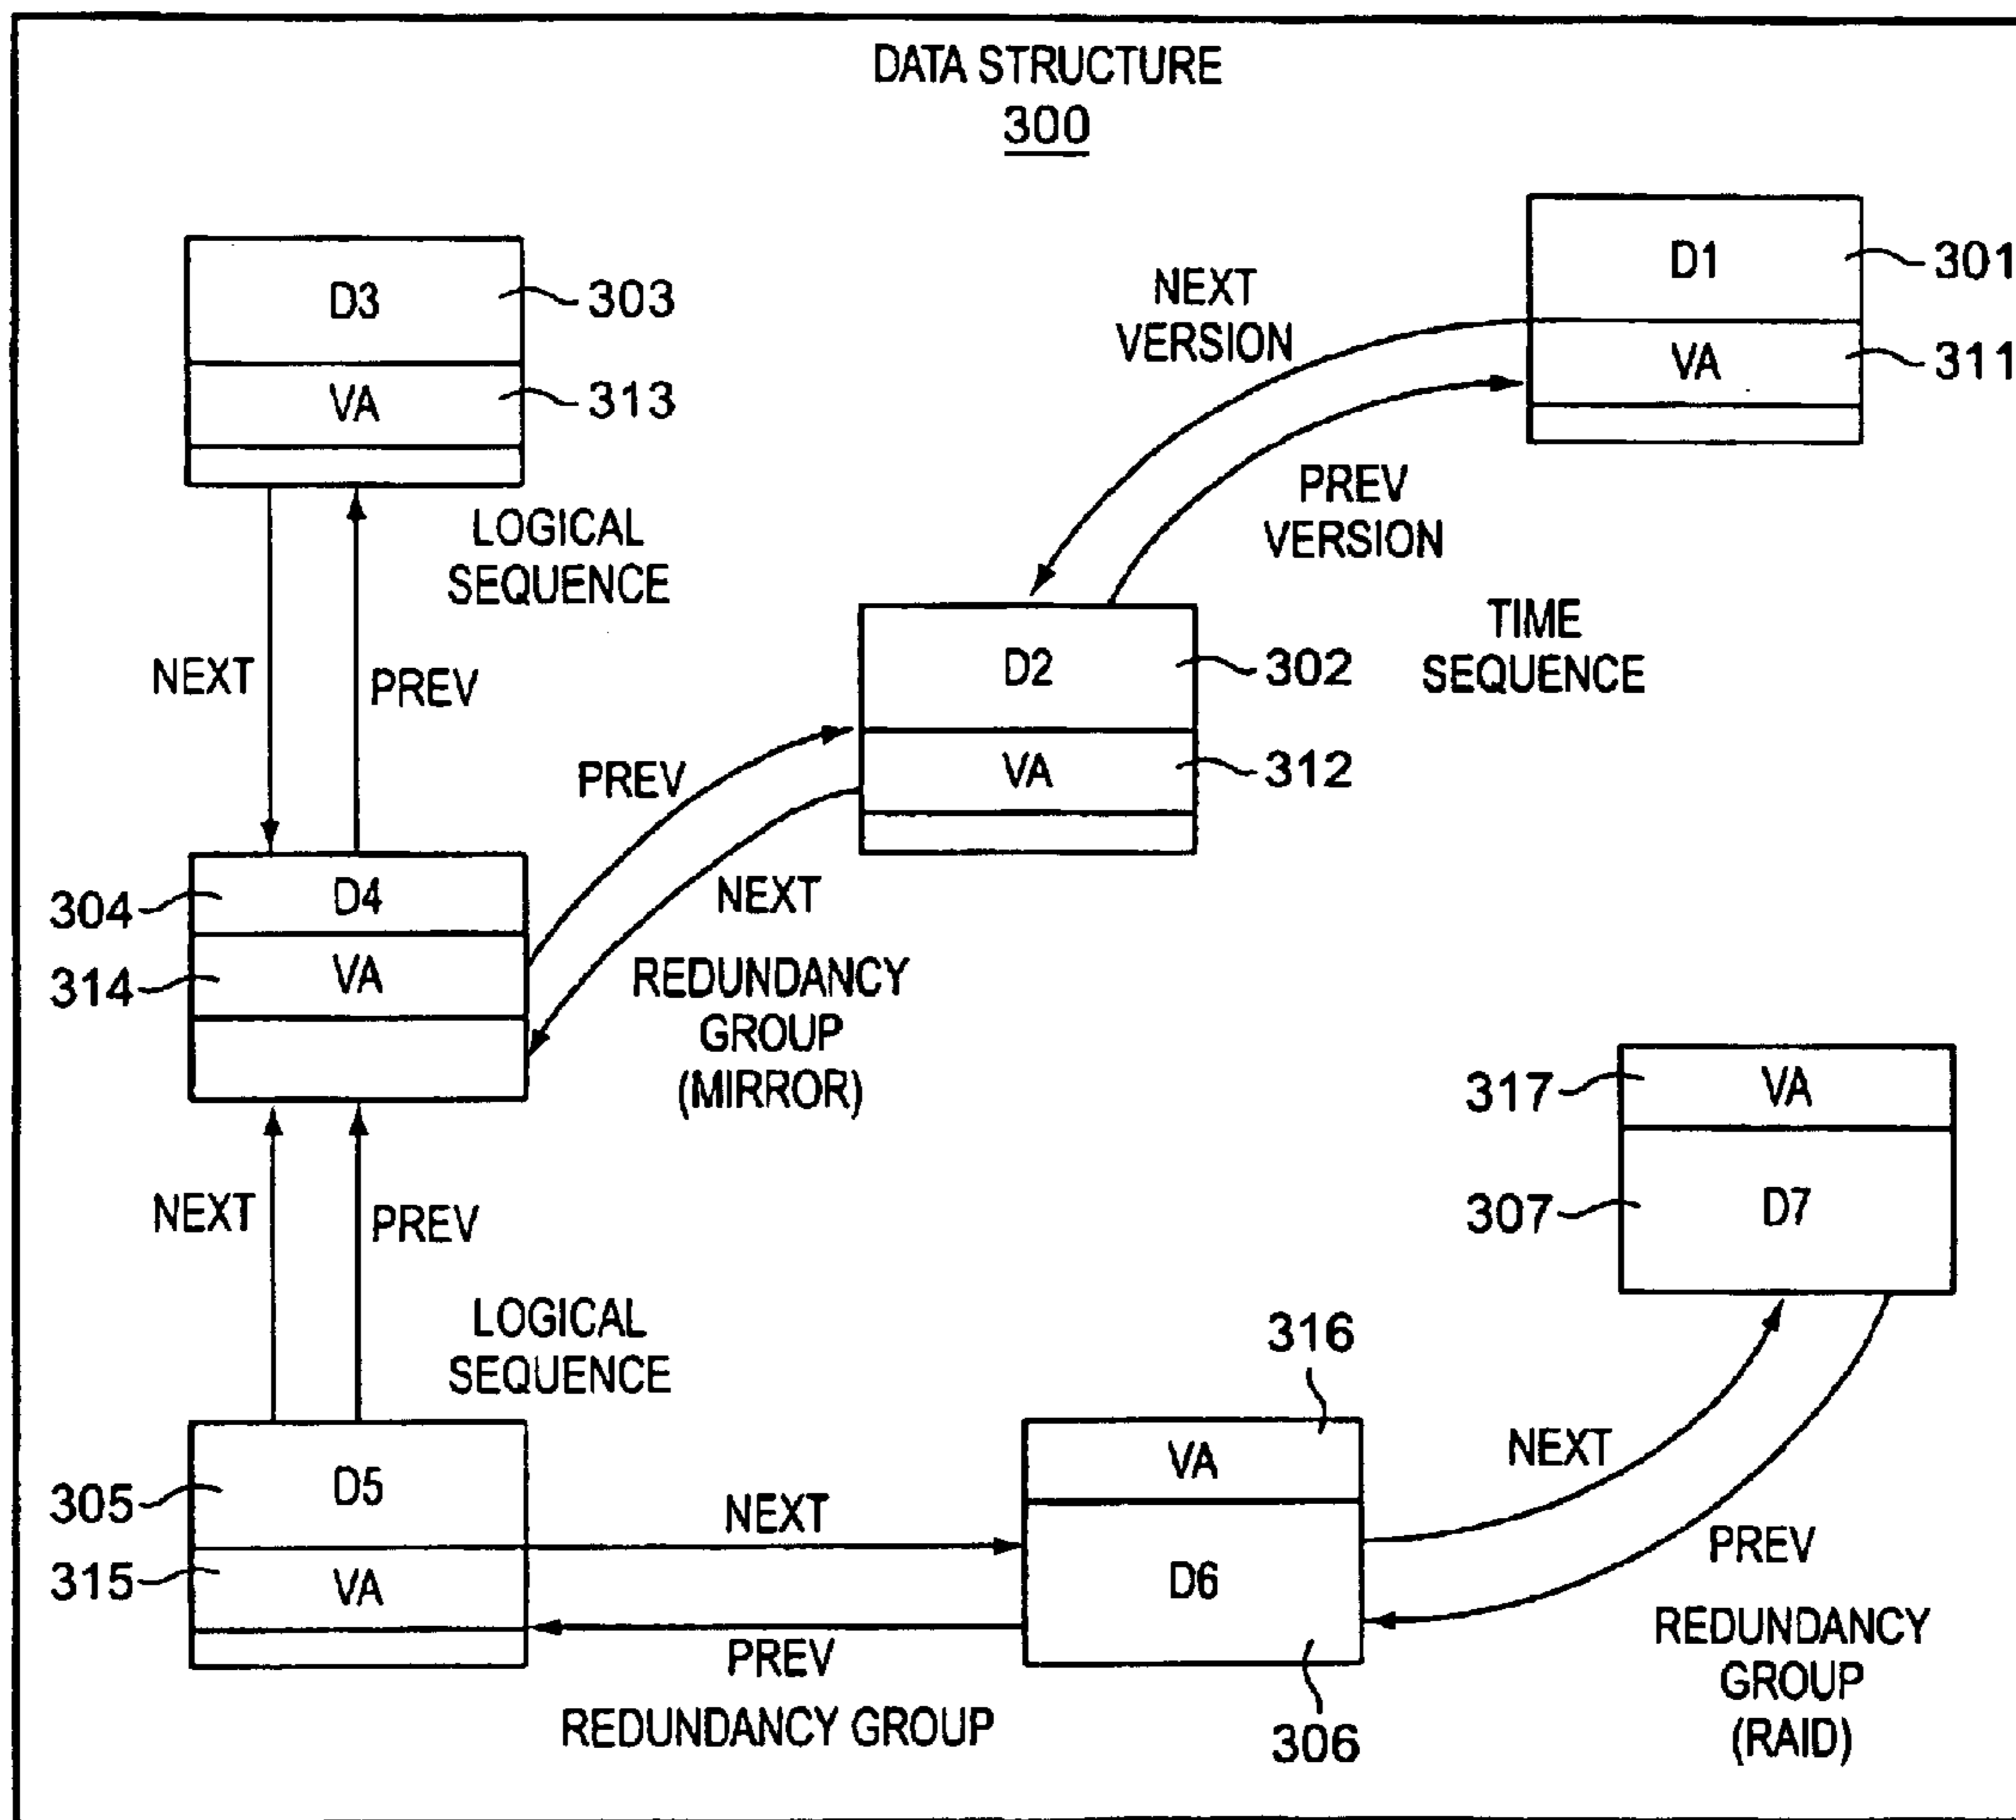 DATA STRUCTURE
300
D1
301
VA
311
D3
303
VA
313
NEXT
VERSION
PREV
VERSION
LOGICAL
SEQUENCE
TIME
SEQUENCE
NEXT
PREV
D2
302
VA
312
PREV
NEXT
304
D4
314
VA
REDUNDANCY
GROUP
(MIRROR)
317
VA
307
D7
NEXT
PREV
LOGICAL
SEQUENCE
316
VA
305
D5
315
VA
NEXT
D6
306
PREV
REDUNDANCY GROUP
NEXT
PREV
REDUNDANCY
GROUP
(RAID)